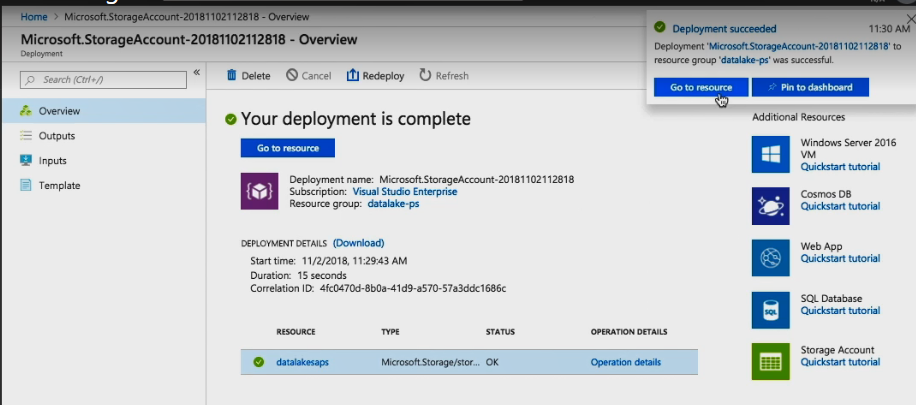 Home > Microsoft.StorageAccount-20181102112818 - Overview
Microsoft.StorageAccount-20181102112818 - Overview
Deployment
Search (Ctrl+/)
Overview
Outputs
Inputs
Template
Delete
Cancel
Redeploy
Refresh
Your deployment is complete
Go to resource
Deployment name: Microsoft.StorageAccount-20181102112818
Subscription: Visual Studio Enterprise
Resource group: datalake-ps
DEPLOYMENT DETAILS (Download)
Start time: 11/2/2018, 11:29:43 AM
Duration: 15 seconds
Correlation ID: 4fc0470d-8b0a-41d9-a570-57a3ddc1686c
RESOURCE TYPE STATUS OPERATION DETAILS
datalakesaps Microsoft.Storage/stor... OK Operation details
Deployment succeeded 11:30 AM
Deployment 'Microsoft.StorageAccount-20181102112818' to
resource group 'datalake-ps' was successful.
Go to resource
Pin to dashboard
Additional Resources
Windows Server 2016
VM
Quickstart tutorial
Cosmos DB
Quickstart tutorial
Web App
Quickstart tutorial
SQL
SQL Database
Quickstart tutorial
Storage Account
Quickstart tutorial